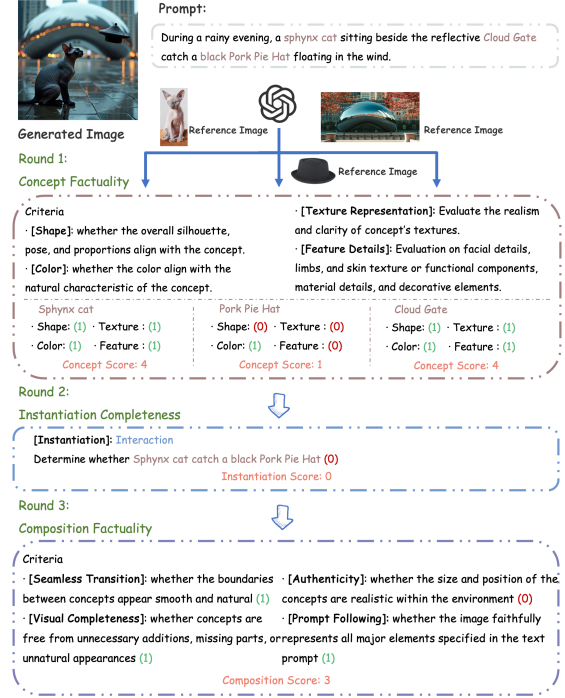 Prompt:
During a rainy evening, a sphynx cat sitting beside the reflective Cloud Gate
catch a black Pork Pie Hat floating in the wind.
Generated Image
Reference Image
Reference Image
Reference Image
Round 1:
Concept Factuality
Criteria
· [Shape]: whether the overall silhouette,
pose, and proportions align with the concept.
· [Color]: whether the color align with the
natural characteristic of the concept.
· [Texture Representation]: Evaluate the realism
and clarity of concept's textures.
· [Feature Details]: Evaluation on facial details,
limbs, and skin texture or functional components,
material details, and decorative elements.
Sphynx cat
· Shape: (1) · Texture : (1)
· Color: (1) · Feature : (1)
Concept Score: 4
Pork Pie Hat
· Shape: (0) · Texture : (0)
· Color: (1) · Feature : (0)
Concept Score: 1
Cloud Gate
· Shape: (1) · Texture : (1)
· Color: (1) · Feature : (1)
Concept Score: 4
Round 2:
Instantiation Completeness
[Instantiation]: Interaction
Determine whether Sphynx cat catch a black Pork Pie Hat (0)
Instantiation Score: 0
Round 3:
Composition Factuality
Criteria
· [Seamless Transition]: whether the boundaries
between concepts appear smooth and natural (1)
· [Visual Completeness]: whether concepts are
free from unnecessary additions, missing parts, or
unnatural appearances (1)
· [Authenticity]: whether the size and position of the
concepts are realistic within the environment (0)
· [Prompt Following]: whether the image faithfully
represents all major elements specified in the text
prompt (1)
Composition Score: 3